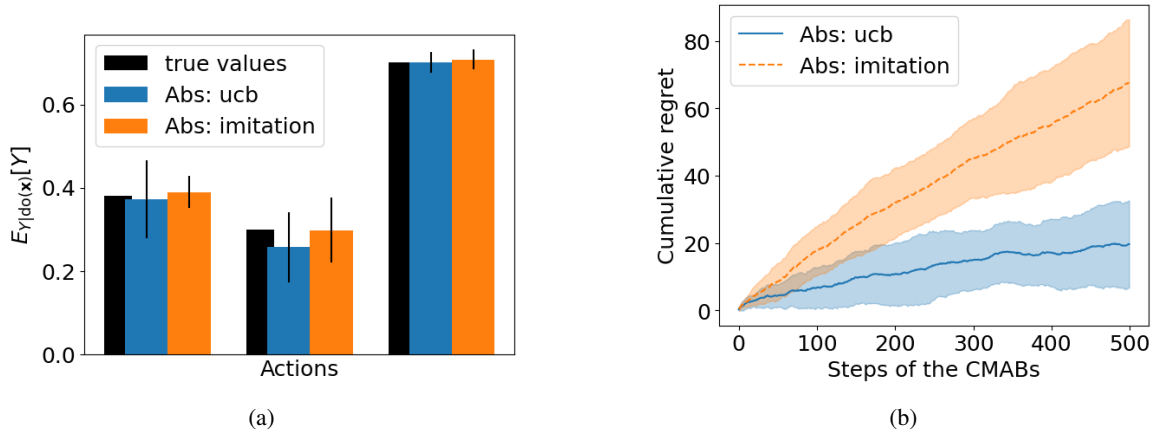 true values
Abs: ucb
Abs: imitation
E_{Y|do(x)}[Y]
0.6
0.4
0.2
0.0
Actions
(a)
Abs: ucb
Abs: imitation
Cumulative regret
80
60
40
20
0
0 100 200 300 400 500
Steps of the CMABs
(b)